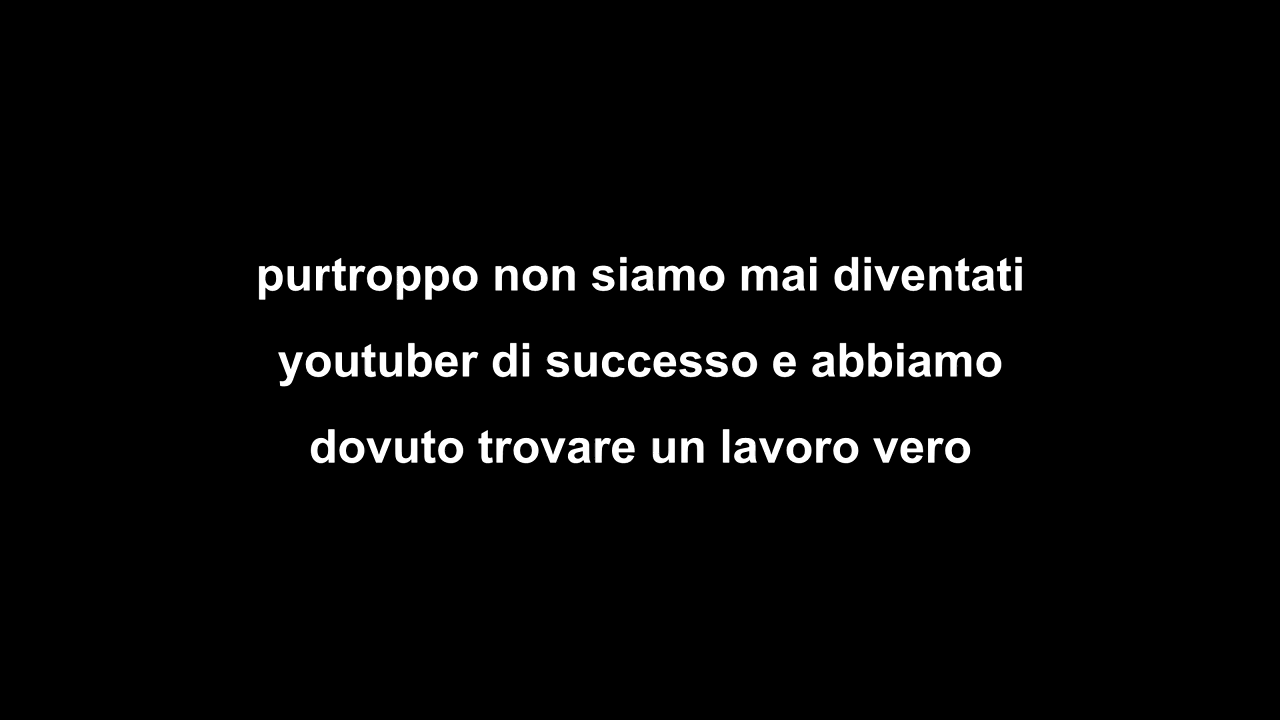 purtroppo non siamo mai diventati
youtuber di successo e abbiamo
dovuto trovare un lavoro vero